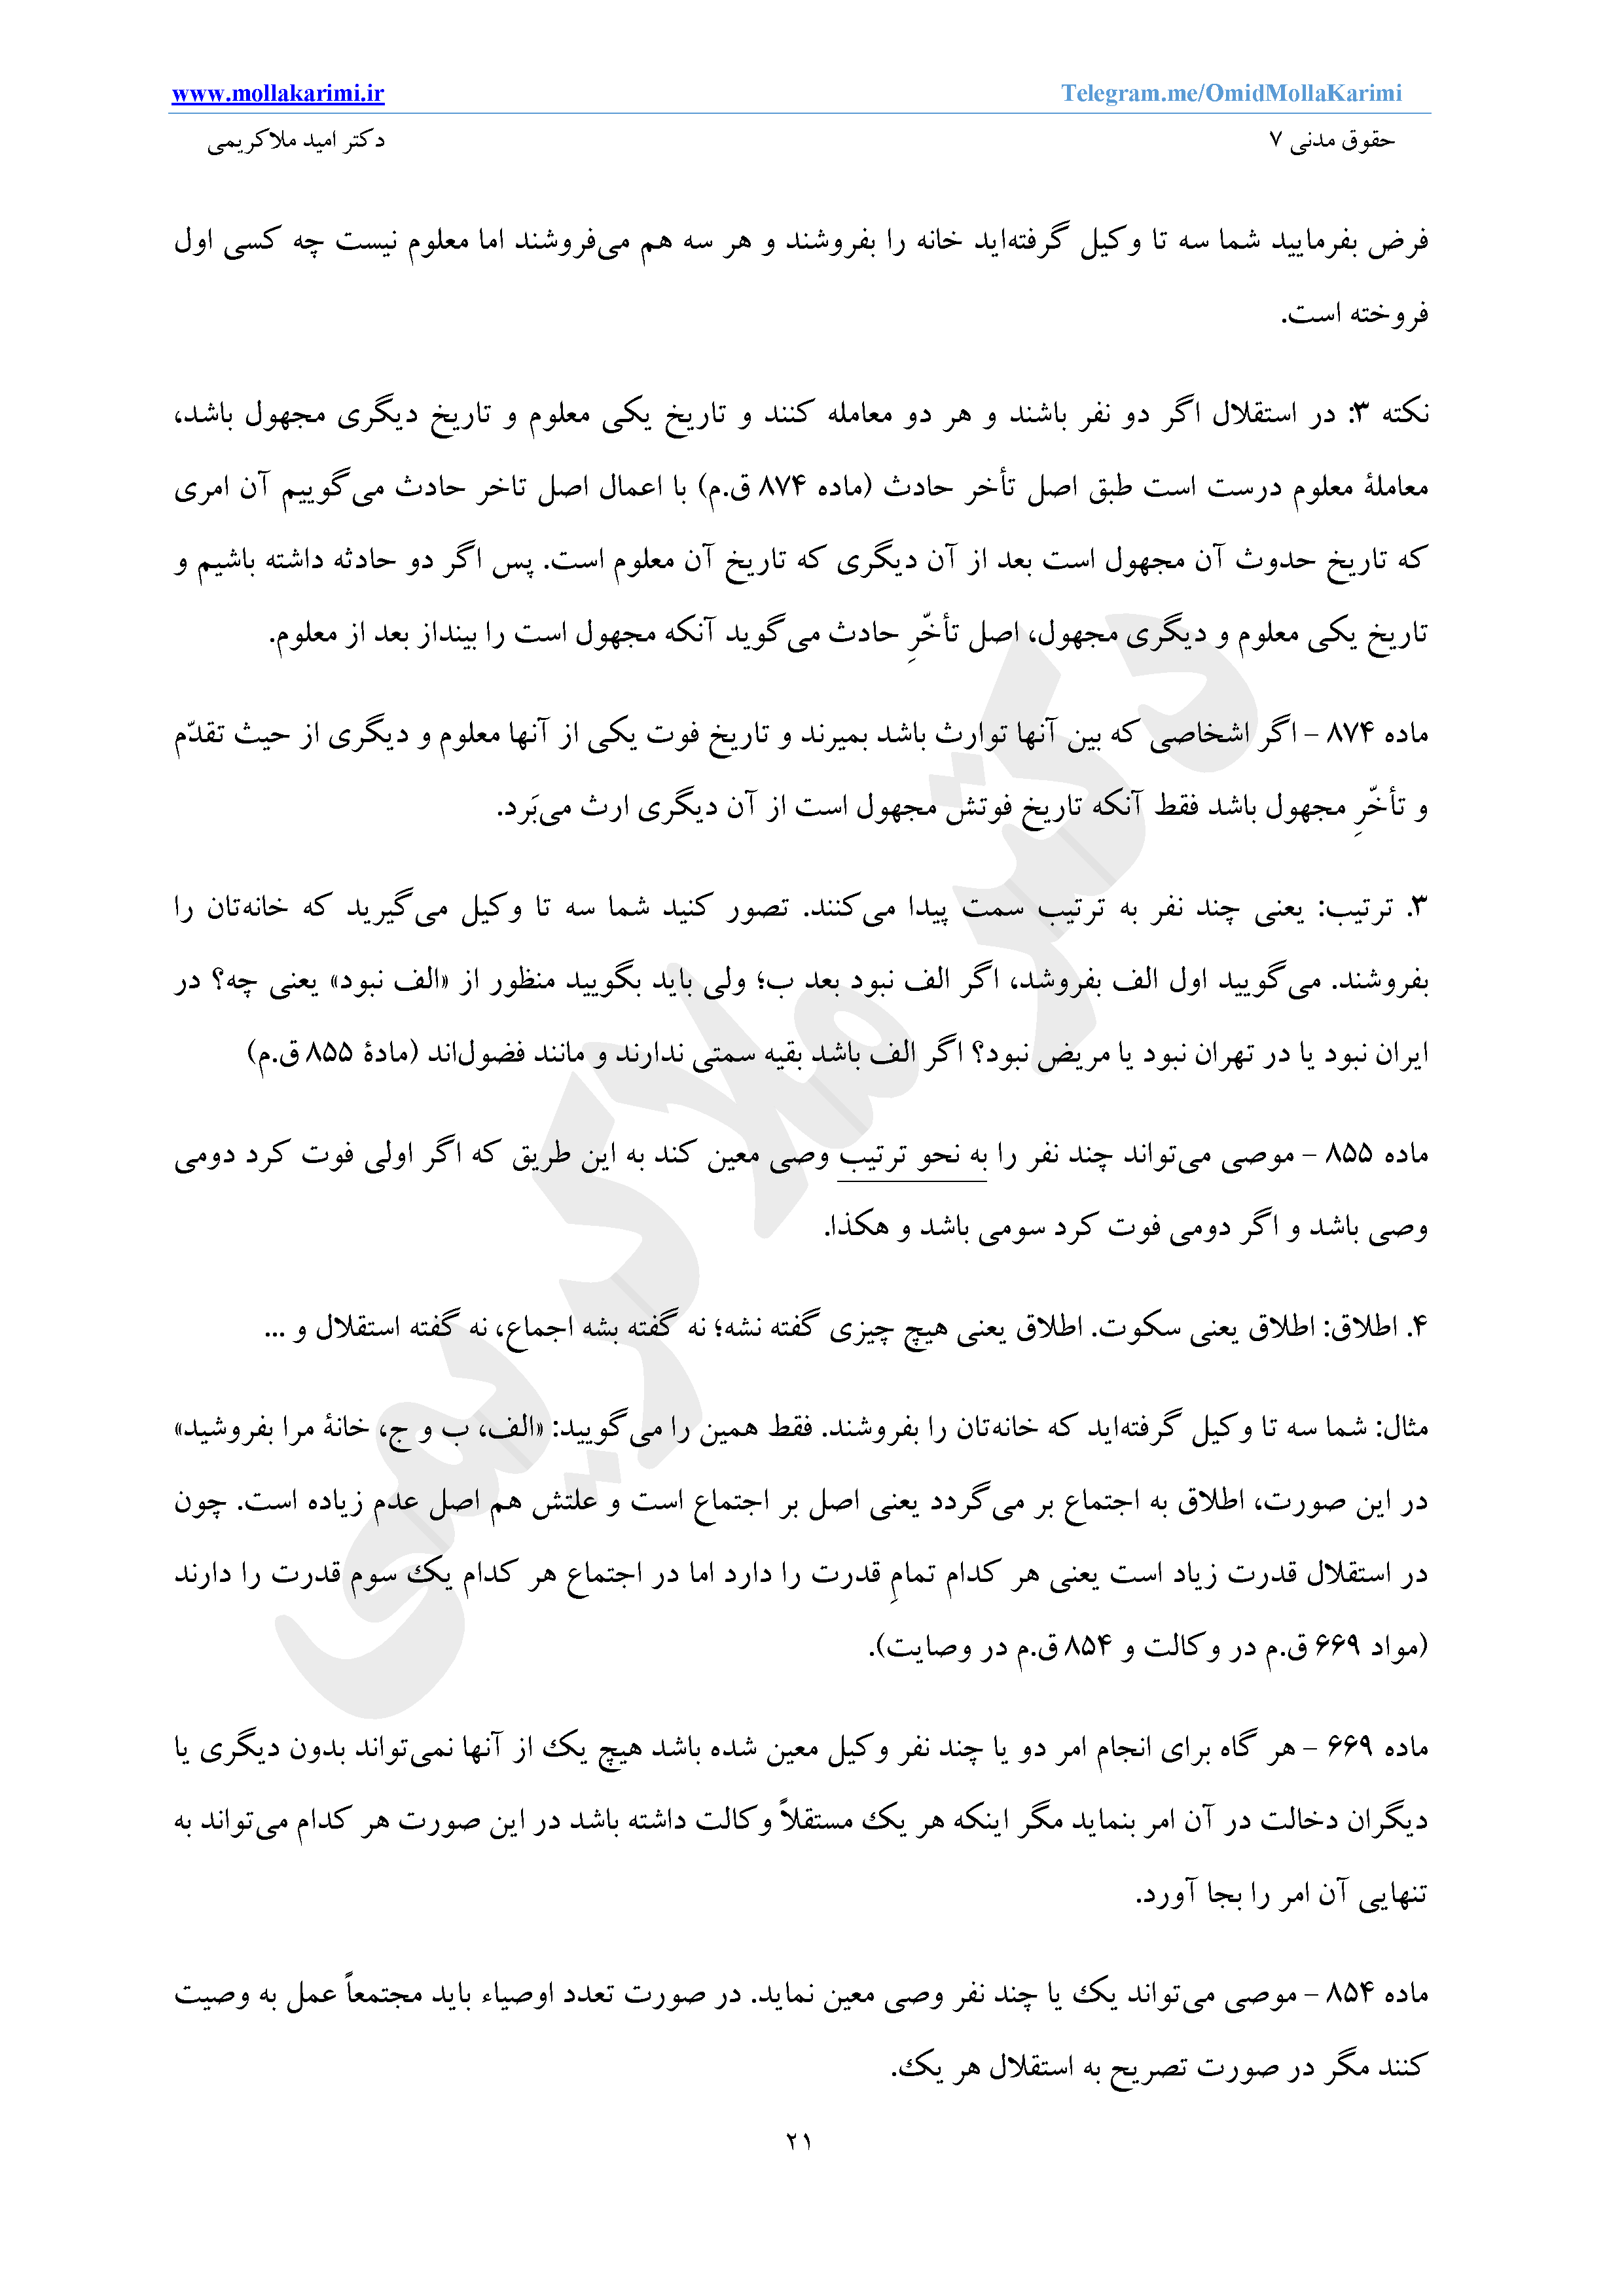 www.mollakarimi.ir Telegram.me/OmidMollaKarimi
حقوق مدنی ۷ دکتر امید ملاکریمی
فرض بفرمایید شما سه تا وکیل گرفته‌اید خانه را بفروشند و هر سه هم می‌فروشند اما معلوم نیست چه کسی اول
فروخته است.
نکته ۳: در استقلال اگر دو نفر باشند و هر دو معامله کنند و تاریخ یکی معلوم و تاریخ دیگری مجهول باشد،
معاملۀ معلوم درست است طبق اصل تأخر حادث (ماده ۸۷۴ ق.م) با اعمال اصل تاخر حادث می‌گوییم آن امری
که تاریخ حدوث آن مجهول است بعد از آن دیگری که تاریخ آن معلوم است. پس اگر دو حادثه داشته باشیم و
تاریخ یکی معلوم و دیگری مجهول، اصل تأخّرِ حادث می‌گوید آنکه مجهول است را بینداز بعد از معلوم.
ماده ۸۷۴ – اگر اشخاصی که بین آنها توارث باشد بمیرند و تاریخ فوت یکی از آنها معلوم و دیگری از حیث تقدّم
و تأخّرِ مجهول باشد فقط آنکه تاریخ فوتش مجهول است از آن دیگری ارث می‌بَرد.
۳. ترتیب: یعنی چند نفر به ترتیب سمت پیدا می‌کنند. تصور کنید شما سه تا وکیل می‌گیرید که خانه‌تان را
بفروشند. می‌گویید اول الف بفروشد، اگر الف نبود بعد ب؛ ولی باید بگویید منظور از «الف نبود» یعنی چه؟ در
ایران نبود یا در تهران نبود یا مریض نبود؟ اگر الف باشد بقیه سمتی ندارند و مانند فضول‌اند (مادۀ ۸۵۵ ق.م)
ماده ۸۵۵ – موصی می‌تواند چند نفر را به نحو ترتیب وصی معین کند به این طریق که اگر اولی فوت کرد دومی
وصی باشد و اگر دومی فوت کرد سومی باشد و هکذا.
۴. اطلاق: اطلاق یعنی سکوت. اطلاق یعنی هیچ چیزی گفته نشه؛ نه گفته بشه اجماع، نه گفته استقلال و ...
مثال: شما سه تا وکیل گرفته‌اید که خانه‌تان را بفروشند. فقط همین را می‌گویید: «الف، ب و ج، خانۀ مرا بفروشید»
در این صورت، اطلاق به اجتماع بر می‌گردد یعنی اصل بر اجتماع است و علتش هم اصل عدم زیاده است. چون
در استقلال قدرت زیاد است یعنی هر کدام تمامِ قدرت را دارد اما در اجتماع هر کدام یک سوم قدرت را دارند
(مواد ۶۶۹ ق.م در وکالت و ۸۵۴ ق.م در وصایت).
ماده ۶۶۹ – هر گاه برای انجام امر دو یا چند نفر وکیل معین شده باشد هیچ یک از آنها نمی‌تواند بدون دیگری یا
دیگران دخالت در آن امر بنماید مگر اینکه هر یک مستقلاً وکالت داشته باشد در این صورت هر کدام می‌تواند به
تنهایی آن امر را بجا آورد.
ماده ۸۵۴ – موصی می‌تواند یک یا چند نفر وصی معین نماید. در صورت تعدد اوصیاء باید مجتمعاً عمل به وصیت
کنند مگر در صورت تصریح به استقلال هر یک.
۲۱
دکتر ملاکریمی